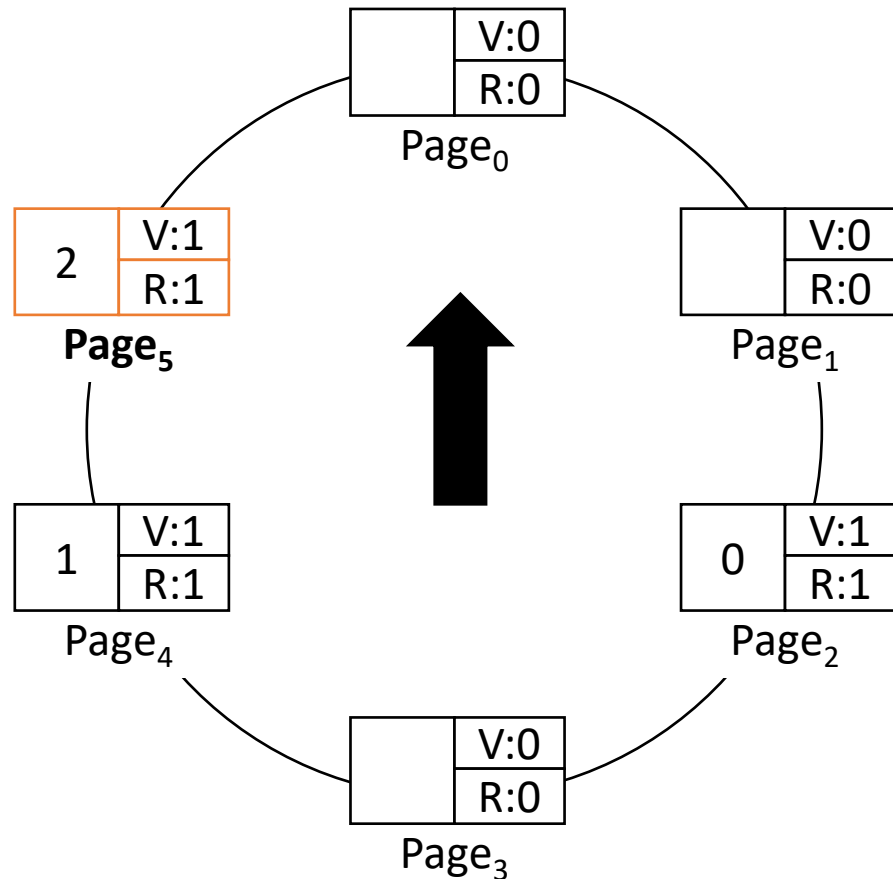 V:0
R:0
Page₀
2
V:1
R:1
Page₅
V:0
R:0
Page₁
1
V:1
R:1
Page₄
0
V:1
R:1
Page₂
V:0
R:0
Page₃